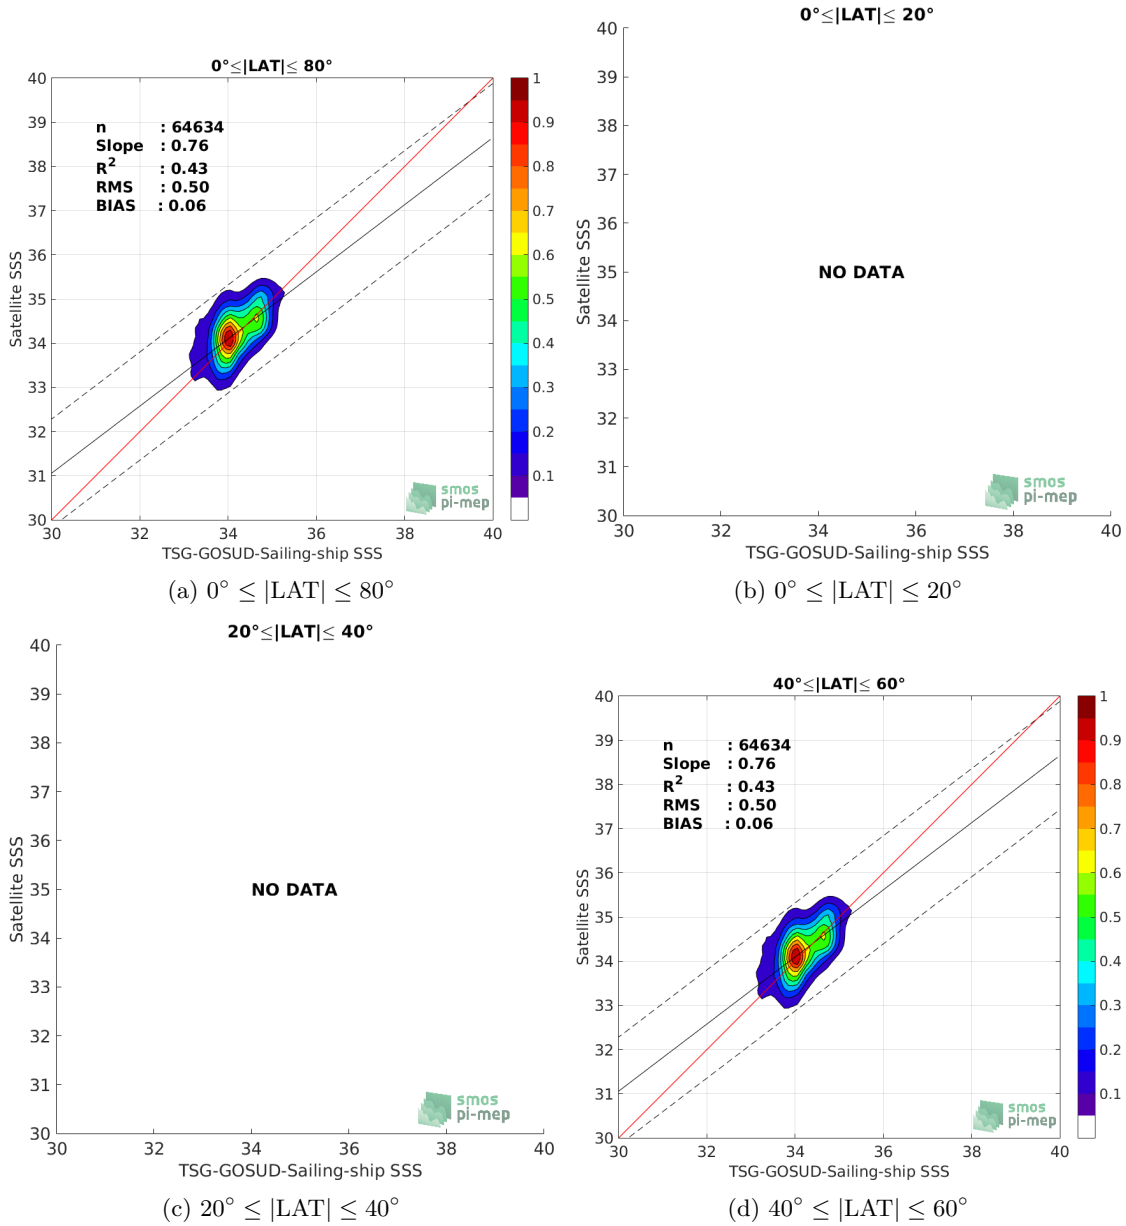 0°≤|LAT|≤ 80°
n : 64634
Slope : 0.76
R² : 0.43
RMS : 0.50
BIAS : 0.06
40
39
38
37
36
35
34
33
32
31
30
30 32 34 36 38 40
Satellite SSS
TSG-GOSUD-Sailing-ship SSS
1
0.9
0.8
0.7
0.6
0.5
0.4
0.3
0.2
0.1
smos
pi-mep
(a) 0° ≤ |LAT| ≤ 80°
0°≤|LAT|≤ 20°
40
39
38
37
36
35
34
33
32
31
30
30 32 34 36 38 40
Satellite SSS
NO DATA
TSG-GOSUD-Sailing-ship SSS
smos
pi-mep
(b) 0° ≤ |LAT| ≤ 20°
20°≤|LAT|≤ 40°
40
39
38
37
36
35
34
33
32
31
30
30 32 34 36 38 40
Satellite SSS
NO DATA
TSG-GOSUD-Sailing-ship SSS
smos
pi-mep
(c) 20° ≤ |LAT| ≤ 40°
40°≤|LAT|≤ 60°
n : 64634
Slope : 0.76
R² : 0.43
RMS : 0.50
BIAS : 0.06
40
39
38
37
36
35
34
33
32
31
30
30 32 34 36 38 40
Satellite SSS
TSG-GOSUD-Sailing-ship SSS
1
0.9
0.8
0.7
0.6
0.5
0.4
0.3
0.2
0.1
smos
pi-mep
(d) 40° ≤ |LAT| ≤ 60°